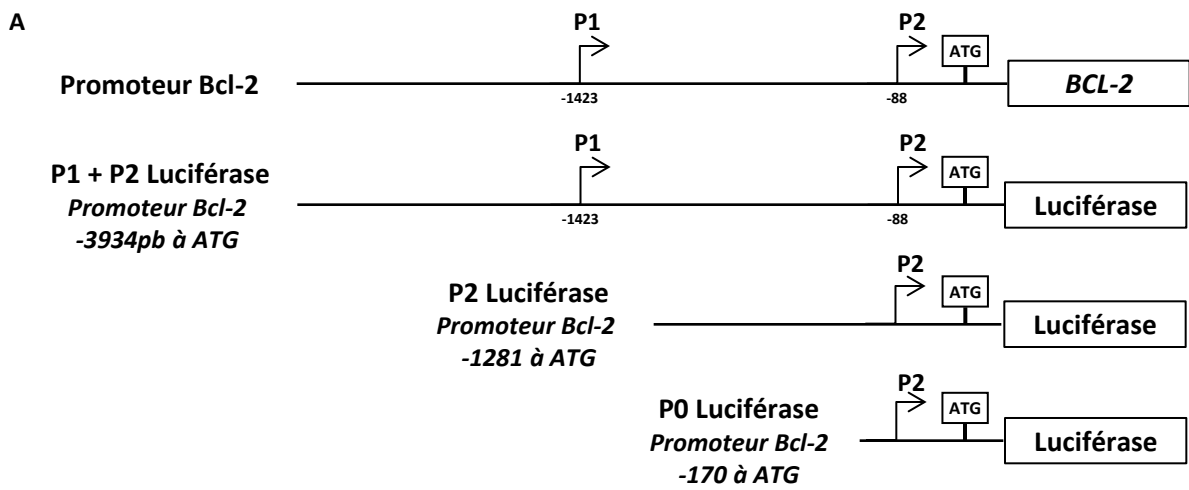 A
P1
P2
ATG
Promoteur Bcl-2
BCL-2
-1423
-88
P1
P2
P1 + P2 Luciférase
ATG
Promoteur Bcl-2
Luciférase
-3934pb à ATG
-1423
-88
P2
P2 Luciférase
ATG
Promoteur Bcl-2
Luciférase
-1281 à ATG
P2
P0 Luciférase
ATG
Promoteur Bcl-2
Luciférase
-170 à ATG